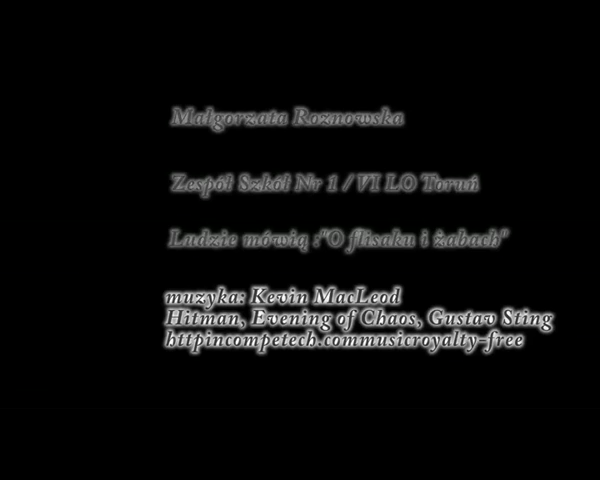 Małgorzata Roznowska
Zespół Szkół Nr 1 / VI LO Toruń
Ludzie mówią :"O flisaku i żabach"
muzyka: Kevin MacLeod
Hitman, Evening of Chaos, Gustav Sting
httpincompetech.commusicroyalty-free